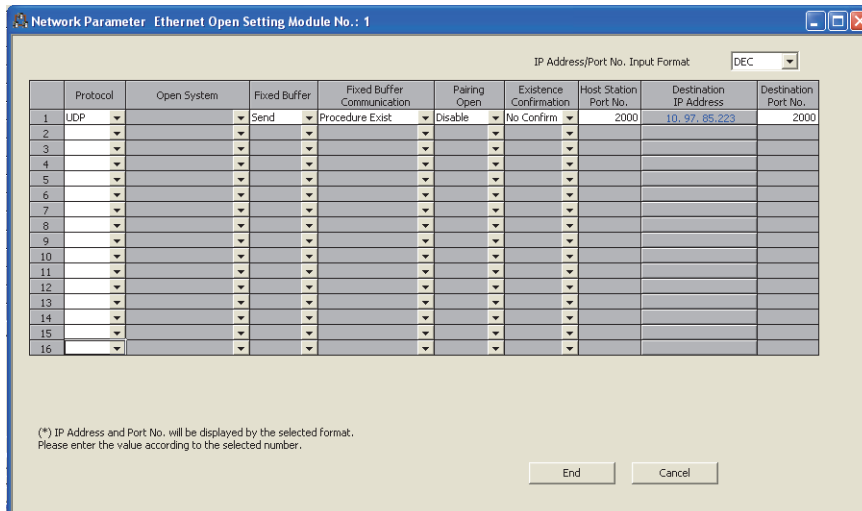 Network Parameter Ethernet Open Setting Module No.: 1
IP Address/Port No. Input Format DEC
Protocol Open System Fixed Buffer Fixed Buffer Communication Pairing Open Existence Confirmation Host Station Port No. Destination IP Address Destination Port No.
1 UDP Send Procedure Exist Disable No Confirm 2000 10. 97. 85.223 2000
2
3
4
5
6
7
8
9
10
11
12
13
14
15
16
(*) IP Address and Port No. will be displayed by the selected format.
Please enter the value according to the selected number.
End Cancel